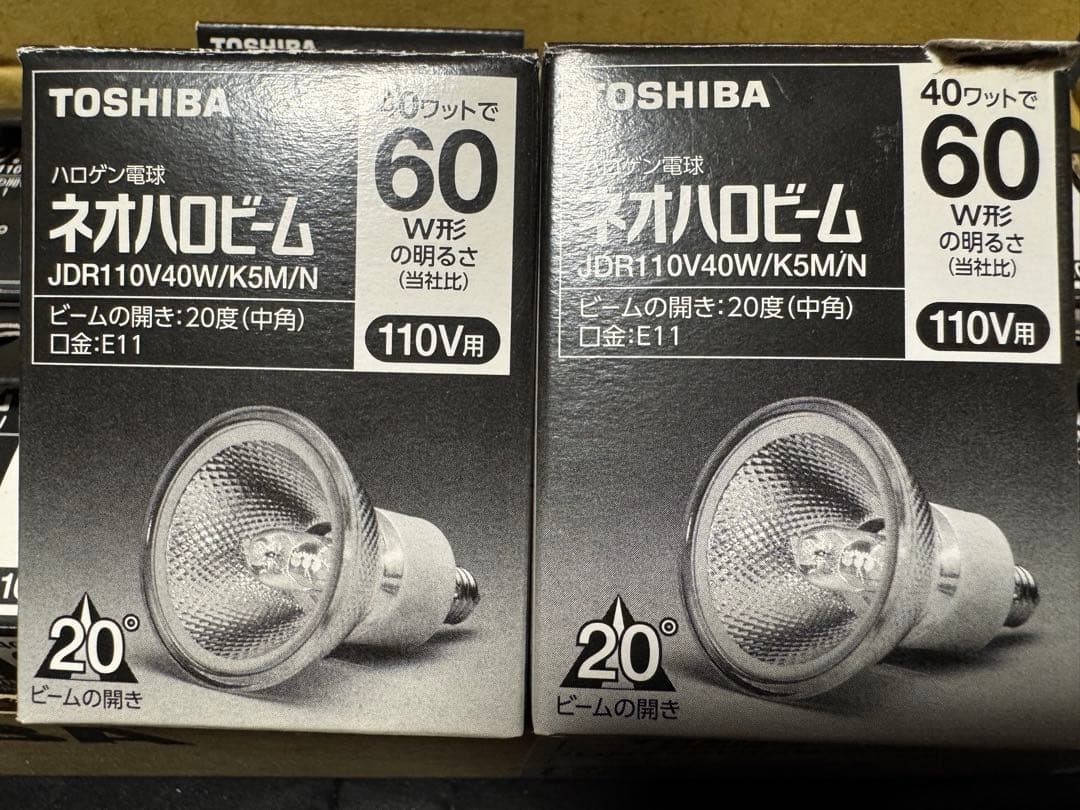 TOSHIBA
TOSHIBA
40ワットで
60
W形
の明るさ
(当社比)
110V用
ハロゲン電球
ネオハロビーム
JDR110V40W/K5M/N
ビームの開き:20度(中角)
口金:E11
20°
ビームの開き
TOSHIBA
40ワットで
60
W形
の明るさ
(当社比)
110V用
ハロゲン電球
ネオハロビーム
JDR110V40W/K5M/N
ビームの開き:20度(中角)
口金:E11
20°
ビームの開き